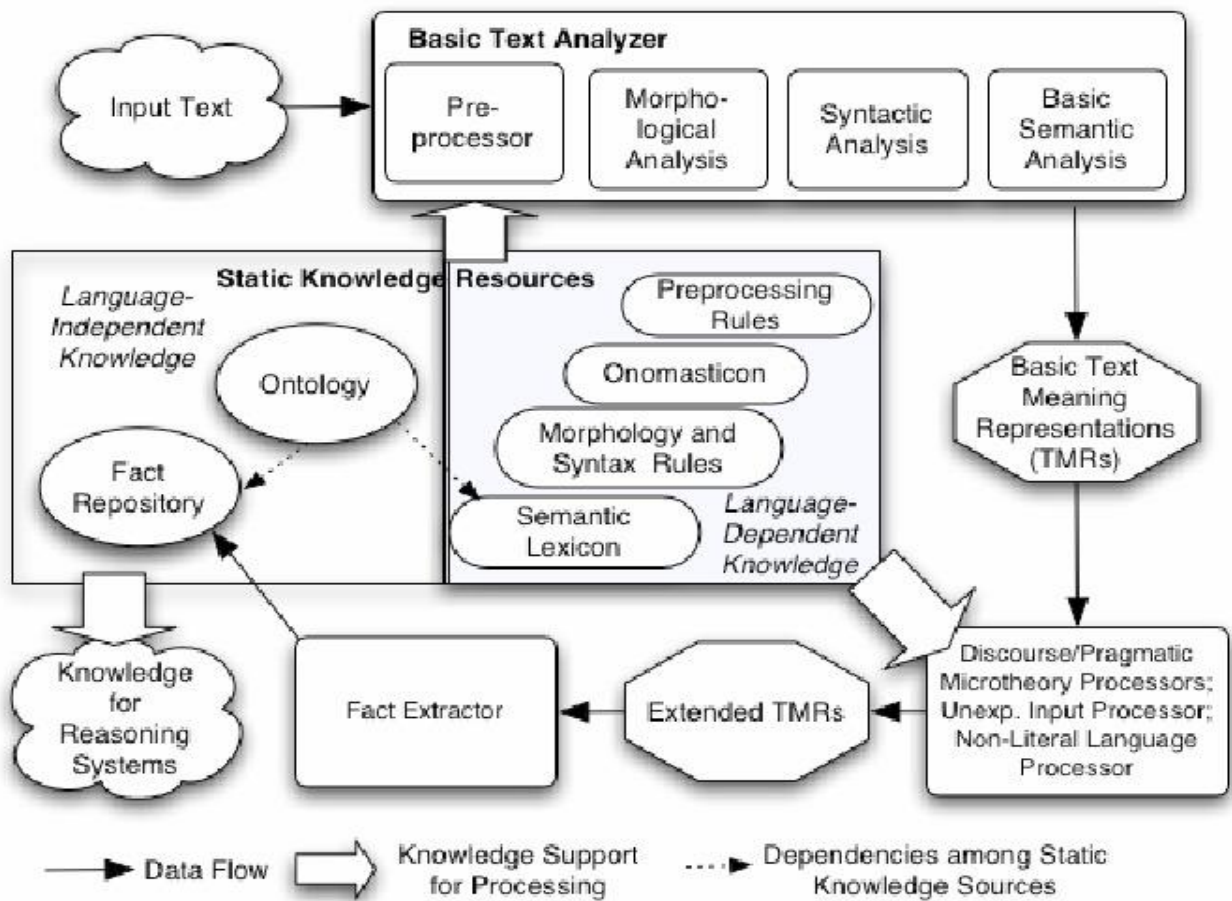 Basic Text Analyzer
Input Text
Pre-
processor
Morpho-
logical
Analysis
Syntactic
Analysis
Basic
Semantic
Analysis
Static Knowledge Resources
Language-
Independent
Knowledge
Ontology
Fact
Repository
Preprocessing
Rules
Onomasticon
Morphology and
Syntax Rules
Semantic
Lexicon
Language-
Dependent
Knowledge
Basic Text
Meaning
Representations
(TMRs)
Knowledge
for
Reasoning
Systems
Fact Extractor
Extended TMRs
Discourse/Pragmatic
Microtheory Processors;
Unexp. Input Processor;
Non-Literal Language
Processor
Data Flow
Knowledge Support
for Processing
Dependencies among Static
Knowledge Sources